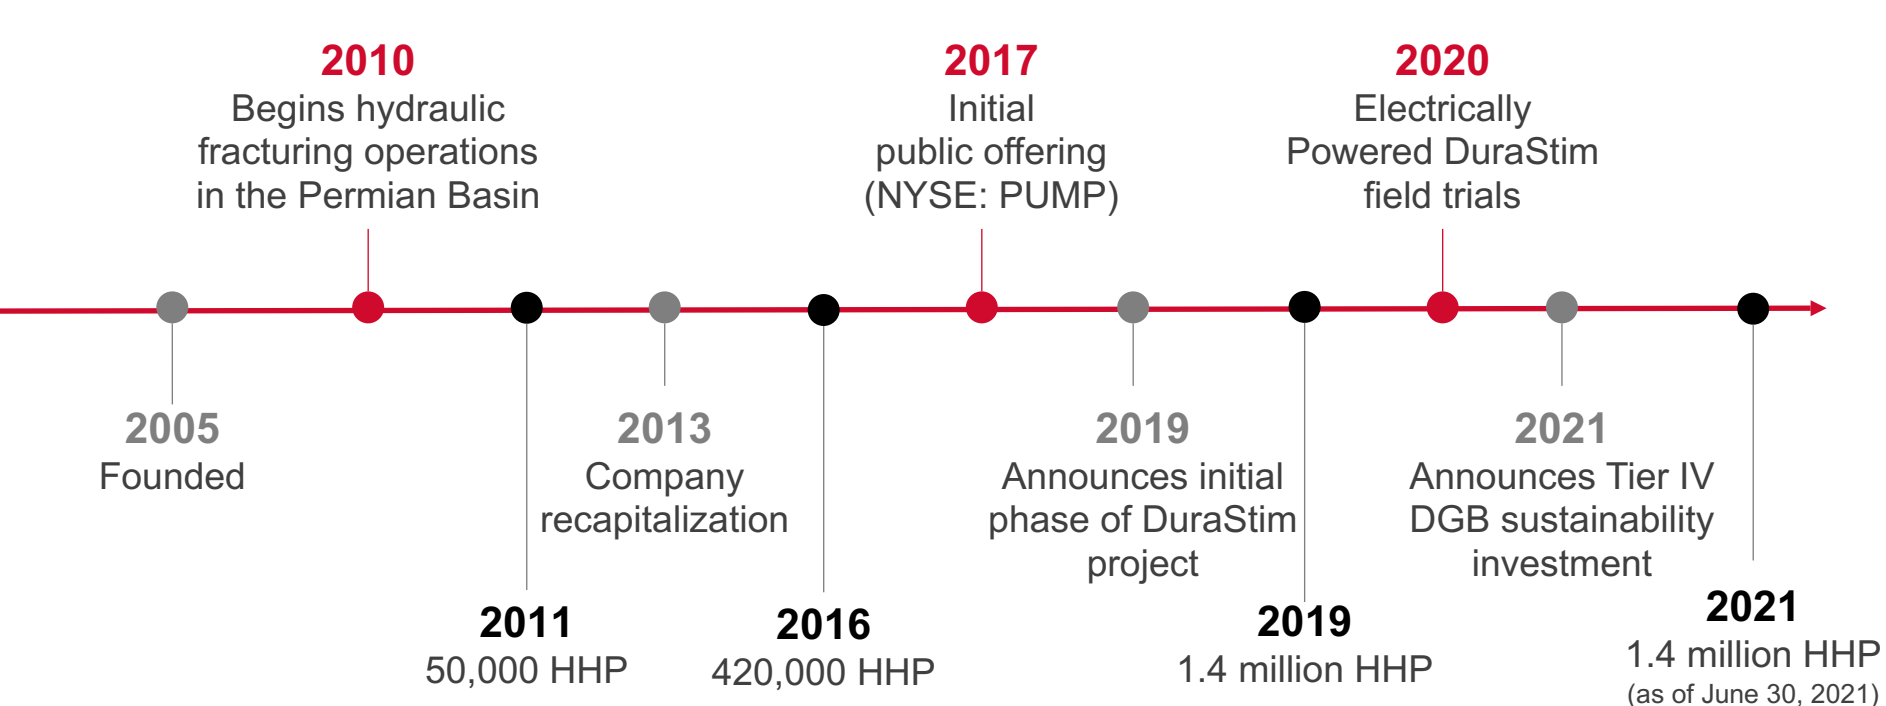 2010
Begins hydraulic
fracturing operations
in the Permian Basin
2017
Initial
public offering
(NYSE: PUMP)
2020
Electrically
Powered DuraStim
field trials
2005
Founded
2013
Company
recapitalization
2019
Announces initial
phase of DuraStim
project
2021
Announces Tier IV
DGB sustainability
investment
2011
50,000 HHP
2016
420,000 HHP
2019
1.4 million HHP
2021
1.4 million HHP
(as of June 30, 2021)